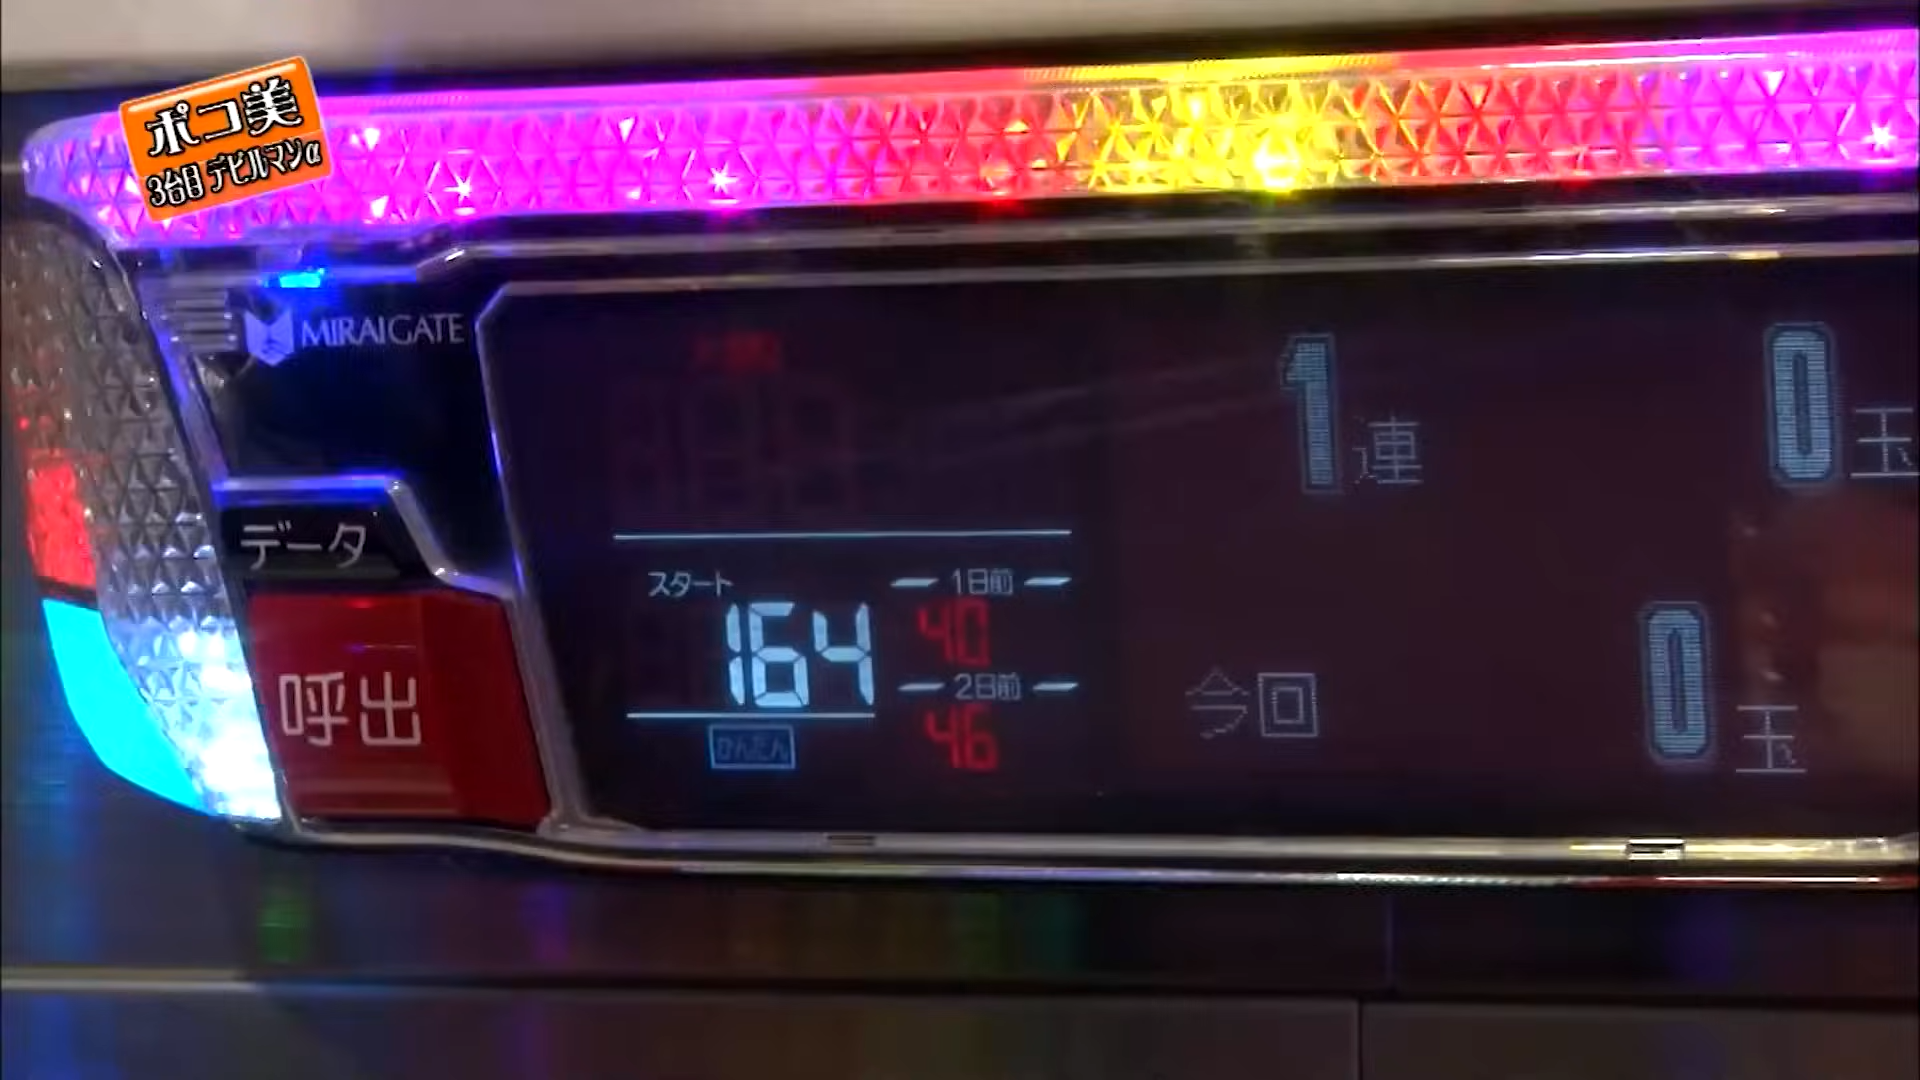 ポコ美
3台目 デビルマンα
MIRAIGATE
データ
呼出
スタート
164
1日前
40
2日前
46
かんたん
1
連
0
玉
今回
0
玉